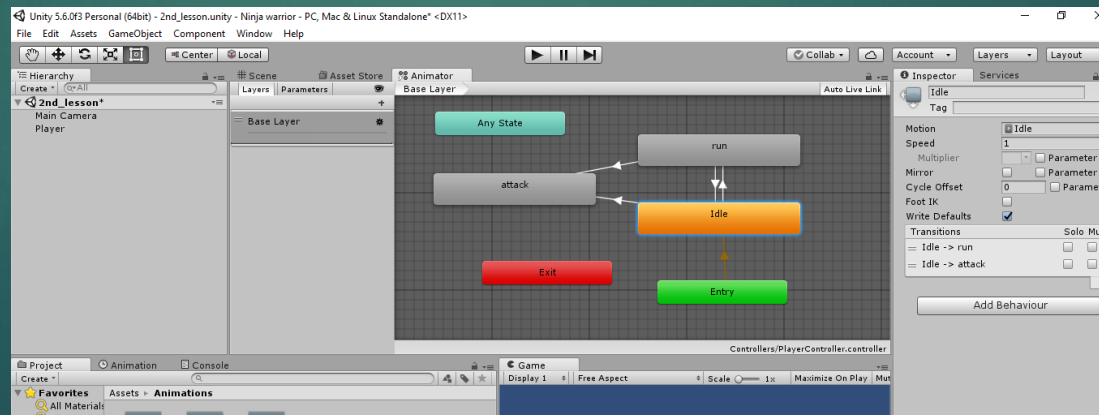 Unity 5.6.0f3 Personal (64bit) - 2nd_lesson.unity - Ninja warrior - PC, Mac & Linux Standalone* <DX11>
File Edit Assets GameObject Component Window Help
Center Local Collab Account Layers Layout
Hierarchy
Create All
2nd_lesson*
Main Camera
Player
Scene Asset Store Animator
Layers Parameters Base Layer Auto Live Link
Base Layer
Any State
run
attack
Idle
Exit
Entry
Controllers/PlayerController.controller
Inspector Services
Idle
Tag
Motion Idle
Speed 1
Multiplier Parameter
Mirror Parameter
Cycle Offset 0 Parame
Foot IK
Write Defaults
Transitions Solo Mu
Idle -> run
Idle -> attack
Add Behaviour
Project Animation Console
Create
Favorites Assets Animations
All Materials
Game
Display 1 Free Aspect Scale 1x Maximize On Play Mut